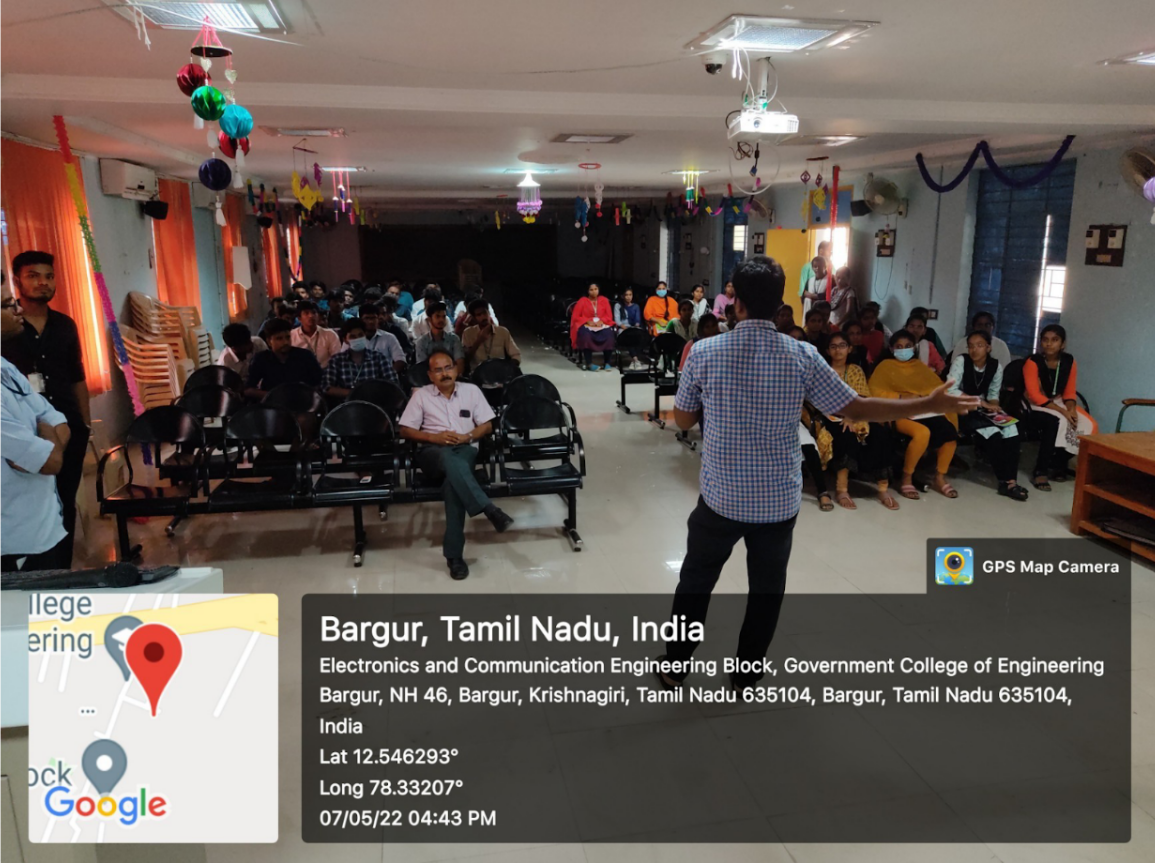 GPS Map Camera
Bargur, Tamil Nadu, India
Electronics and Communication Engineering Block, Government College of Engineering
Bargur, NH 46, Bargur, Krishnagiri, Tamil Nadu 635104, Bargur, Tamil Nadu 635104,
India
Lat 12.546293°
Long 78.33207°
07/05/22 04:43 PM
llege
ering
...
ock
Google